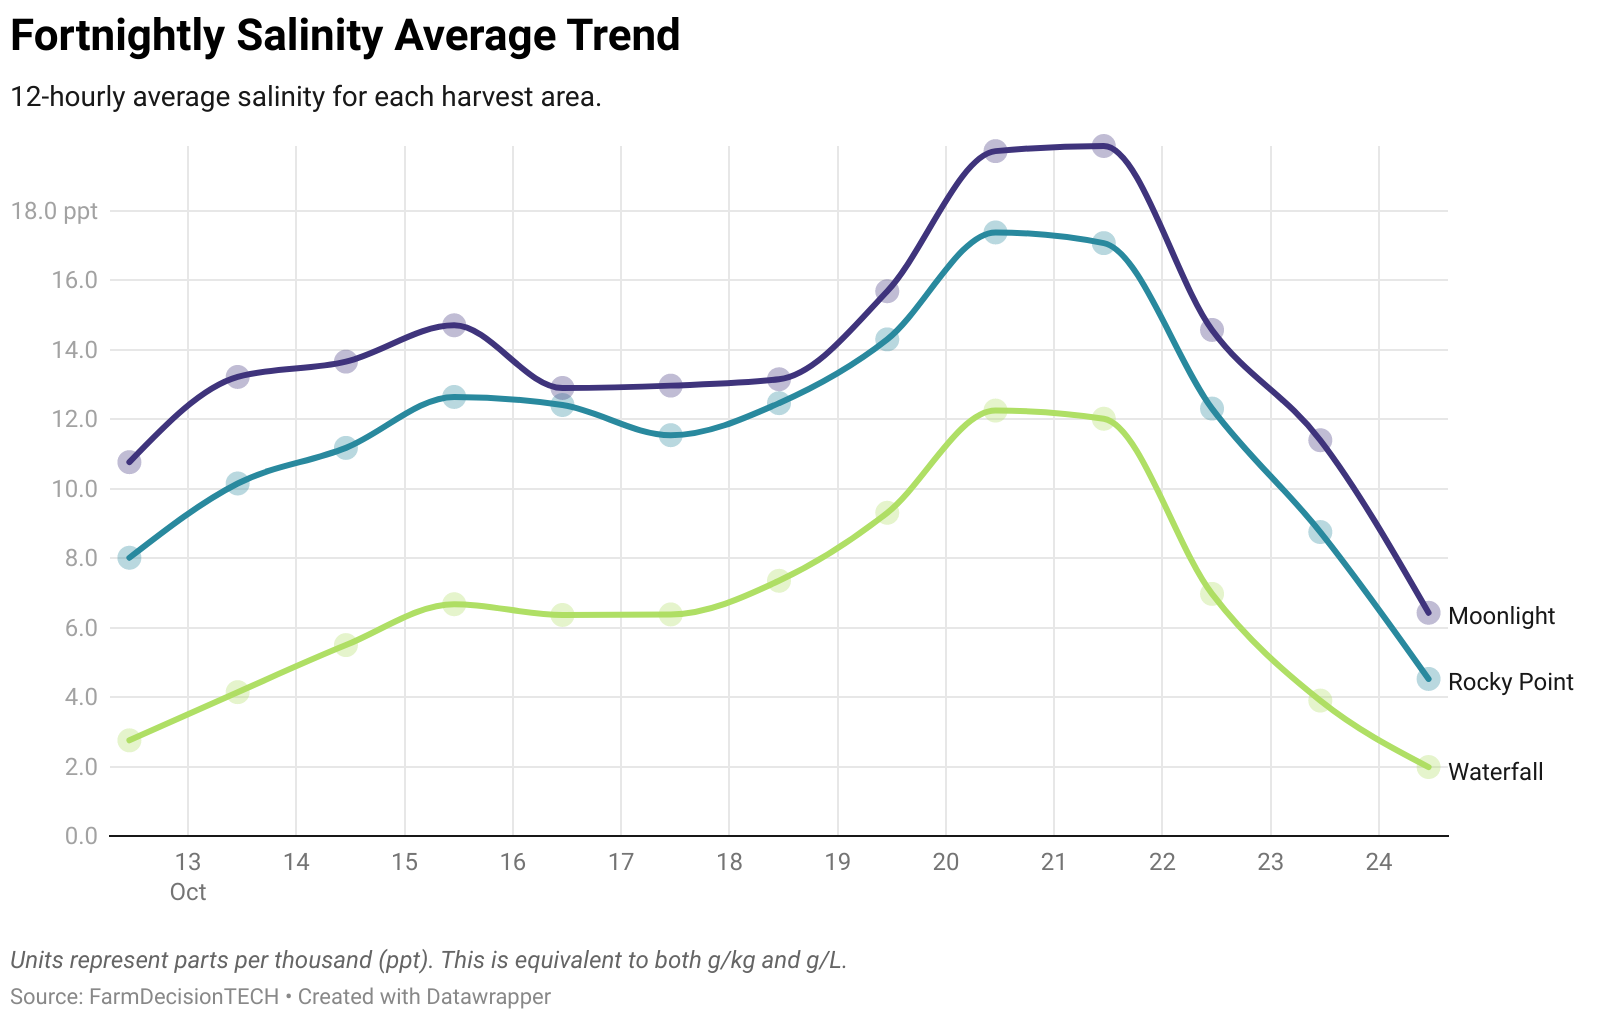 Fortnightly Salinity Average Trend
12-hourly average salinity for each harvest area.
18.0 ppt
16.0
14.0
12.0
10.0
8.0
6.0
4.0
2.0
0.0
Moonlight
Rocky Point
Waterfall
13 14 15 16 17 18 19 20 21 22 23 24
Oct
Units represent parts per thousand (ppt). This is equivalent to both g/kg and g/L.
Source: FarmDecisionTECH • Created with Datawrapper